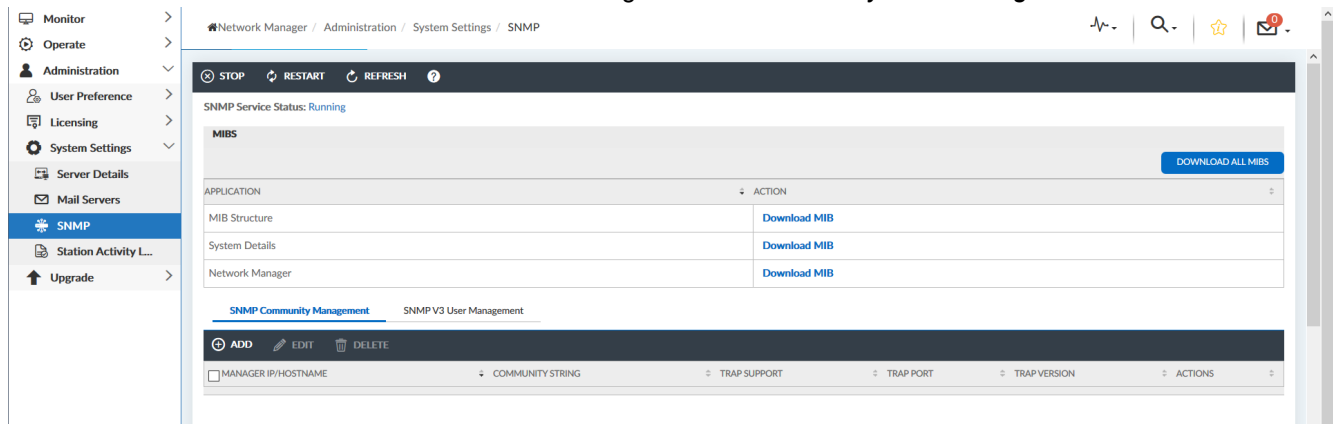 Monitor
Operate
Administration
User Preference
Licensing
System Settings
Server Details
Mail Servers
SNMP
Station Activity L...
Upgrade
Network Manager / Administration / System Settings / SNMP
0
STOP RESTART REFRESH ?
SNMP Service Status: Running
MIBS
DOWNLOAD ALL MIBS
APPLICATION ACTION
MIB Structure Download MIB
System Details Download MIB
Network Manager Download MIB
SNMP Community Management SNMP V3 User Management
ADD EDIT DELETE
MANAGER IP/HOSTNAME COMMUNITY STRING TRAP SUPPORT TRAP PORT TRAP VERSION ACTIONS